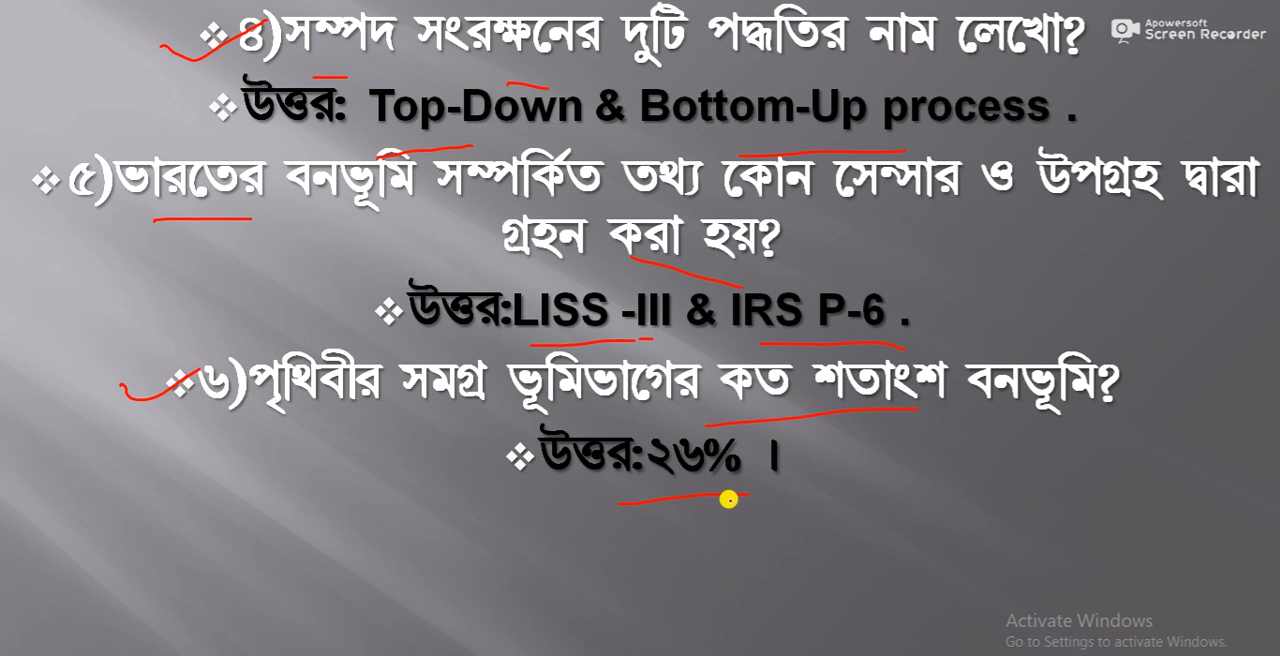 ৪)সম্পদ সংরক্ষনের দুটি পদ্ধতির নাম লেখো?
Apowersoft
Screen Recorder
উত্তর: Top-Down & Bottom-Up process .
৫)ভারতের বনভূমি সম্পর্কিত তথ্য কোন সেন্সার ও উপগ্রহ দ্বারা
গ্রহন করা হয়?
উত্তর:LISS -III & IRS P-6 .
৬)পৃথিবীর সমগ্র ভূমিভাগের কত শতাংশ বনভূমি?
উত্তর:২৬% ।
Activate Windows
Go to Settings to activate Windows.